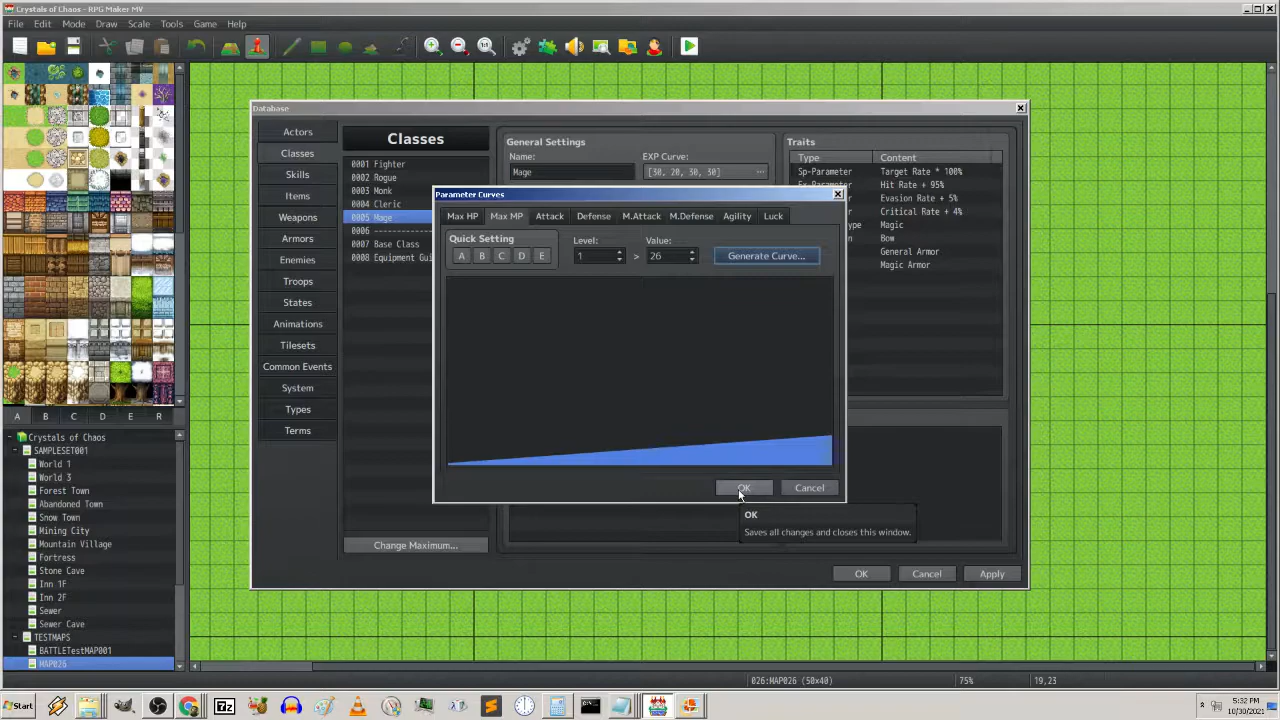 Crystals of Chaos - RPG Maker MV
File Edit Mode Draw Scale Tools Game Help
1:1
Database
Actors
Classes
Skills
Items
Weapons
Armors
Enemies
Troops
States
Animations
Tilesets
Common Events
System
Types
Terms
Classes
0001 Fighter
0002 Rogue
0003 Monk
0004 Cleric
0005 Mage
0006 ----------------
0007 Base Class
0008 Equipment Gui
Change Maximum...
General Settings
Name:
Mage
EXP Curve:
[30, 20, 30, 30] ...
Traits
Type Content
Sp-Parameter Target Rate * 100%
Ex-Parameter Hit Rate + 95%
Evasion Rate + 5%
Critical Rate + 4%
Magic
Bow
General Armor
Magic Armor
Parameter Curves
Max HP Max MP Attack Defense M.Attack M.Defense Agility Luck
Quick Setting
A B C D E
Level:
1
>
Value:
26
Generate Curve...
OK Cancel
OK
Saves all changes and closes this window.
OK Cancel Apply
A B C D E R
Crystals of Chaos
SAMPLESET001
World 1
World 3
Forest Town
Abandoned Town
Snow Town
Mining City
Mountain Village
Fortress
Stone Cave
Inn 1F
Inn 2F
Sewer
Sewer Cave
TESTMAPS
BATTLETestMAP001
MAP026
026:MAP026 (50x40) 75% 19,23
Start
7z
5:32 PM
10/30/2021